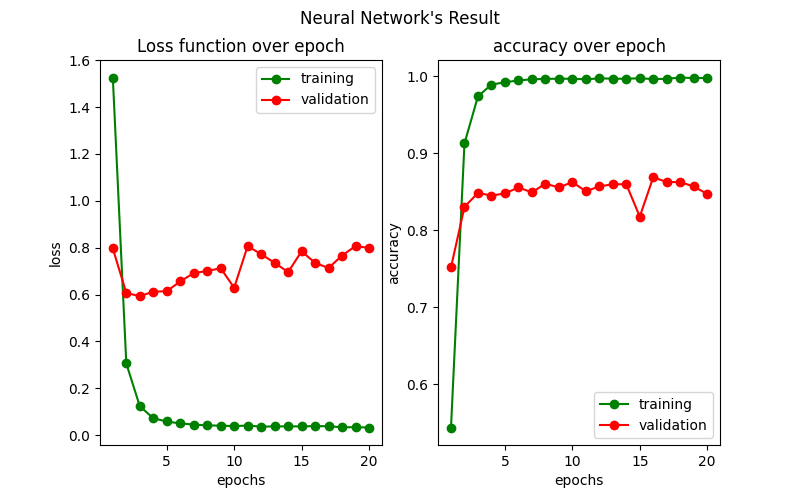 Neural Network's Result
Loss function over epoch
1.6
1.4
1.2
1.0
0.8
0.6
0.4
0.2
0.0
loss
5
10
15
20
epochs
training
validation
accuracy over epoch
1.0
0.9
0.8
0.7
0.6
accuracy
5
10
15
20
epochs
training
validation